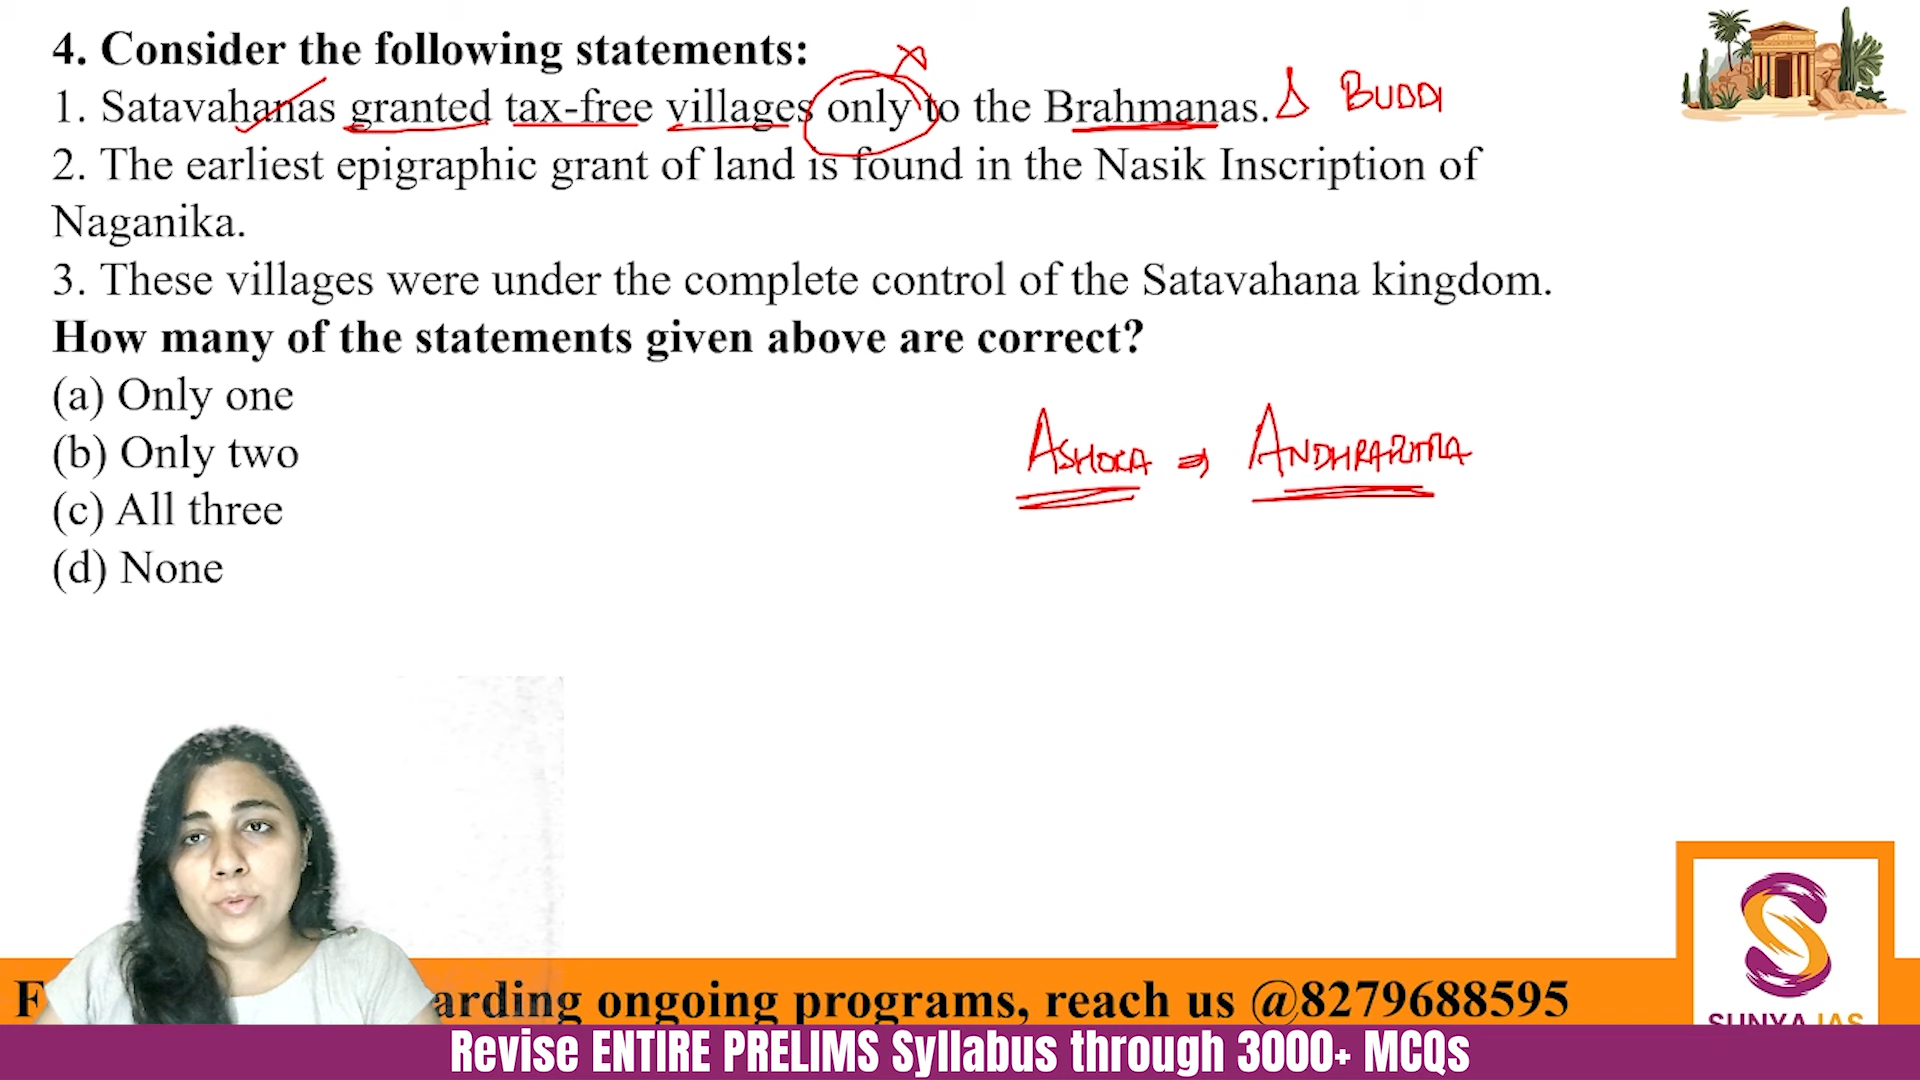 4. Consider the following statements:
1. Satavahanas granted tax-free villages only to the Brahmanas. BUDDI
2. The earliest epigraphic grant of land is found in the Nasik Inscription of
Naganika.
3. These villages were under the complete control of the Satavahana kingdom.
How many of the statements given above are correct?
(a) Only one
(b) Only two
(c) All three
(d) None
ASHOKA ⇒ ANDHRAPUTRA
arding ongoing programs, reach us @8279688595
SUNYA IAS
Revise ENTIRE PRELIMS Syllabus through 3000+ MCQs